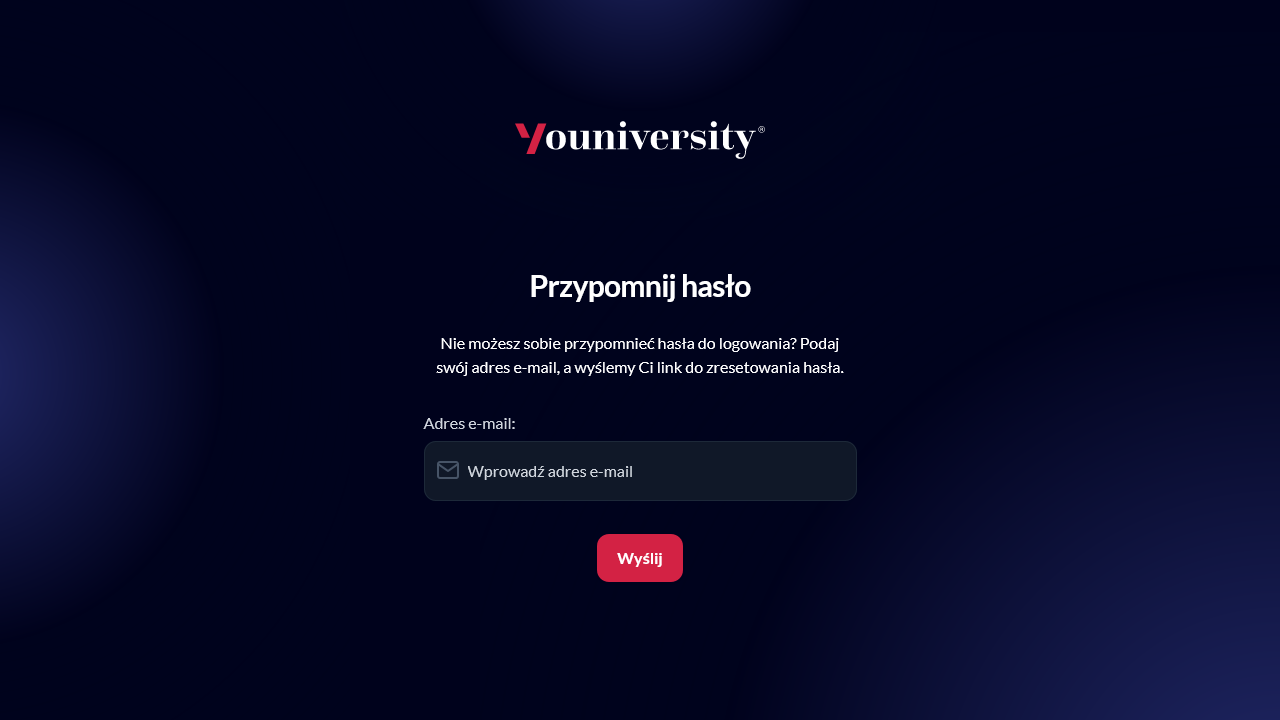 Youniversity®
Przypomnij hasło
Nie możesz sobie przypomnieć hasła do logowania? Podaj
swój adres e-mail, a wyślemy Ci link do zresetowania hasła.
Adres e-mail:
Wprowadź adres e-mail
Wyślij